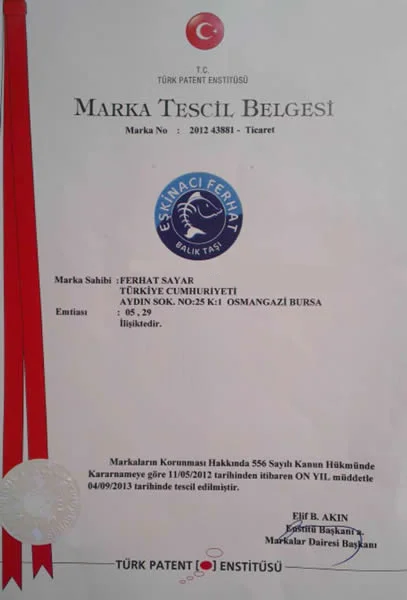 T.C.
TÜRK PATENT ENSTİTÜSÜ
MARKA TESCİL BELGESİ
Marka No : 2012 43881 - Ticaret
ESKİNACI FERHAT
BALIK TAŞI
Marka Sahibi :FERHAT SAYAR
TÜRKİYE CUMHURİYETİ
AYDIN SOK. NO:25 K:1 OSMANGAZİ BURSA
Emtiası : 05 , 29
İlişiktedir.
Markaların Korunması Hakkında 556 Sayılı Kanun Hükmünde
Kararnameye göre 11/05/2012 tarihinden itibaren ON YIL müddetle
04/09/2013 tarihinde tescil edilmiştir.
Elif B. AKIN
Enstitü Başkanı a.
Markalar Dairesi Başkanı
TÜRK PATENT ENSTİTÜSÜ